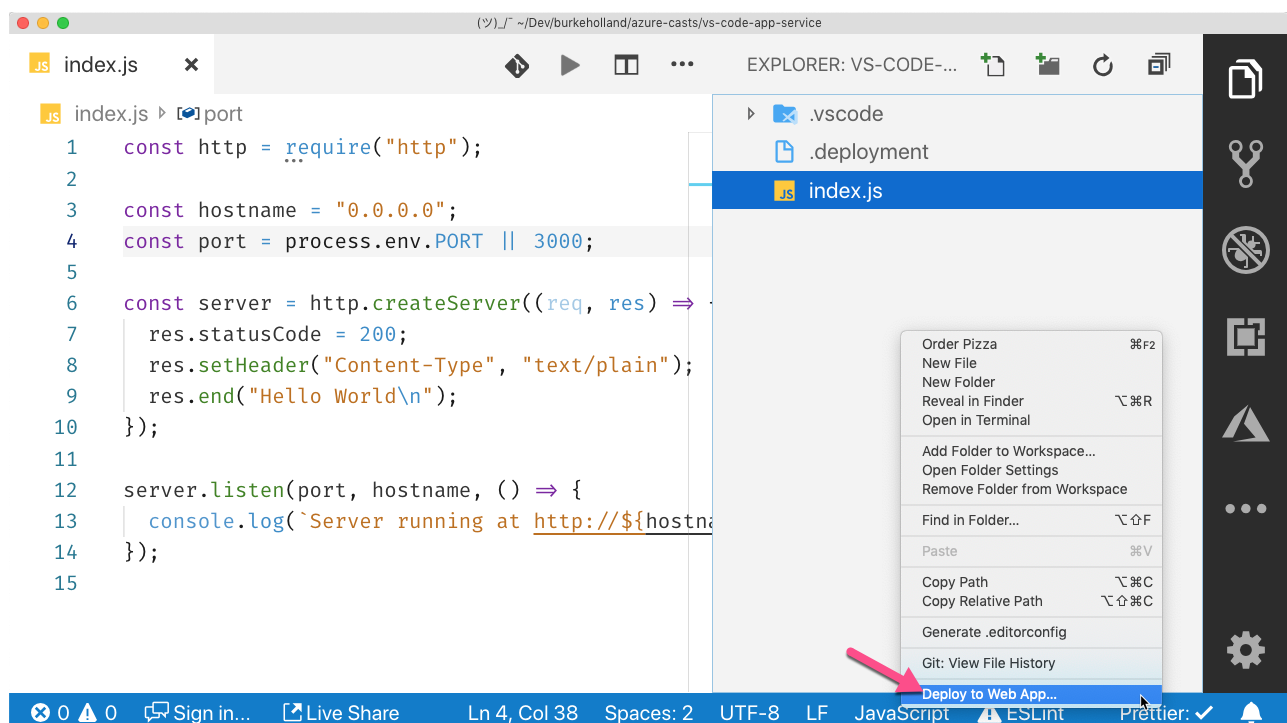 (ツ)_/¯ ~/Dev/burkeholland/azure-casts/vs-code-app-service
JS index.js
EXPLORER: VS-CODE-...
JS index.js port
1 const http = require("http");
2
3 const hostname = "0.0.0.0";
4 const port = process.env.PORT || 3000;
5
6 const server = http.createServer((req, res) => {
7 res.statusCode = 200;
8 res.setHeader("Content-Type", "text/plain");
9 res.end("Hello World\n");
10 });
11
12 server.listen(port, hostname, () => {
13 console.log(`Server running at http://${hostna
14 });
15
.vscode
.deployment
JS index.js
Order Pizza ⌘F2
New File
New Folder
Reveal in Finder ⌥⌘R
Open in Terminal
Add Folder to Workspace...
Open Folder Settings
Remove Folder from Workspace
Find in Folder... ⌥⇧F
Paste ⌘V
Copy Path ⌥⌘C
Copy Relative Path ⌥⇧⌘C
Generate .editorconfig
Git: View File History
Deploy to Web App...
0 0 Sign in... Live Share Ln 4, Col 38 Spaces: 2 UTF-8 LF JavaScript ESLint Prettier: ✓